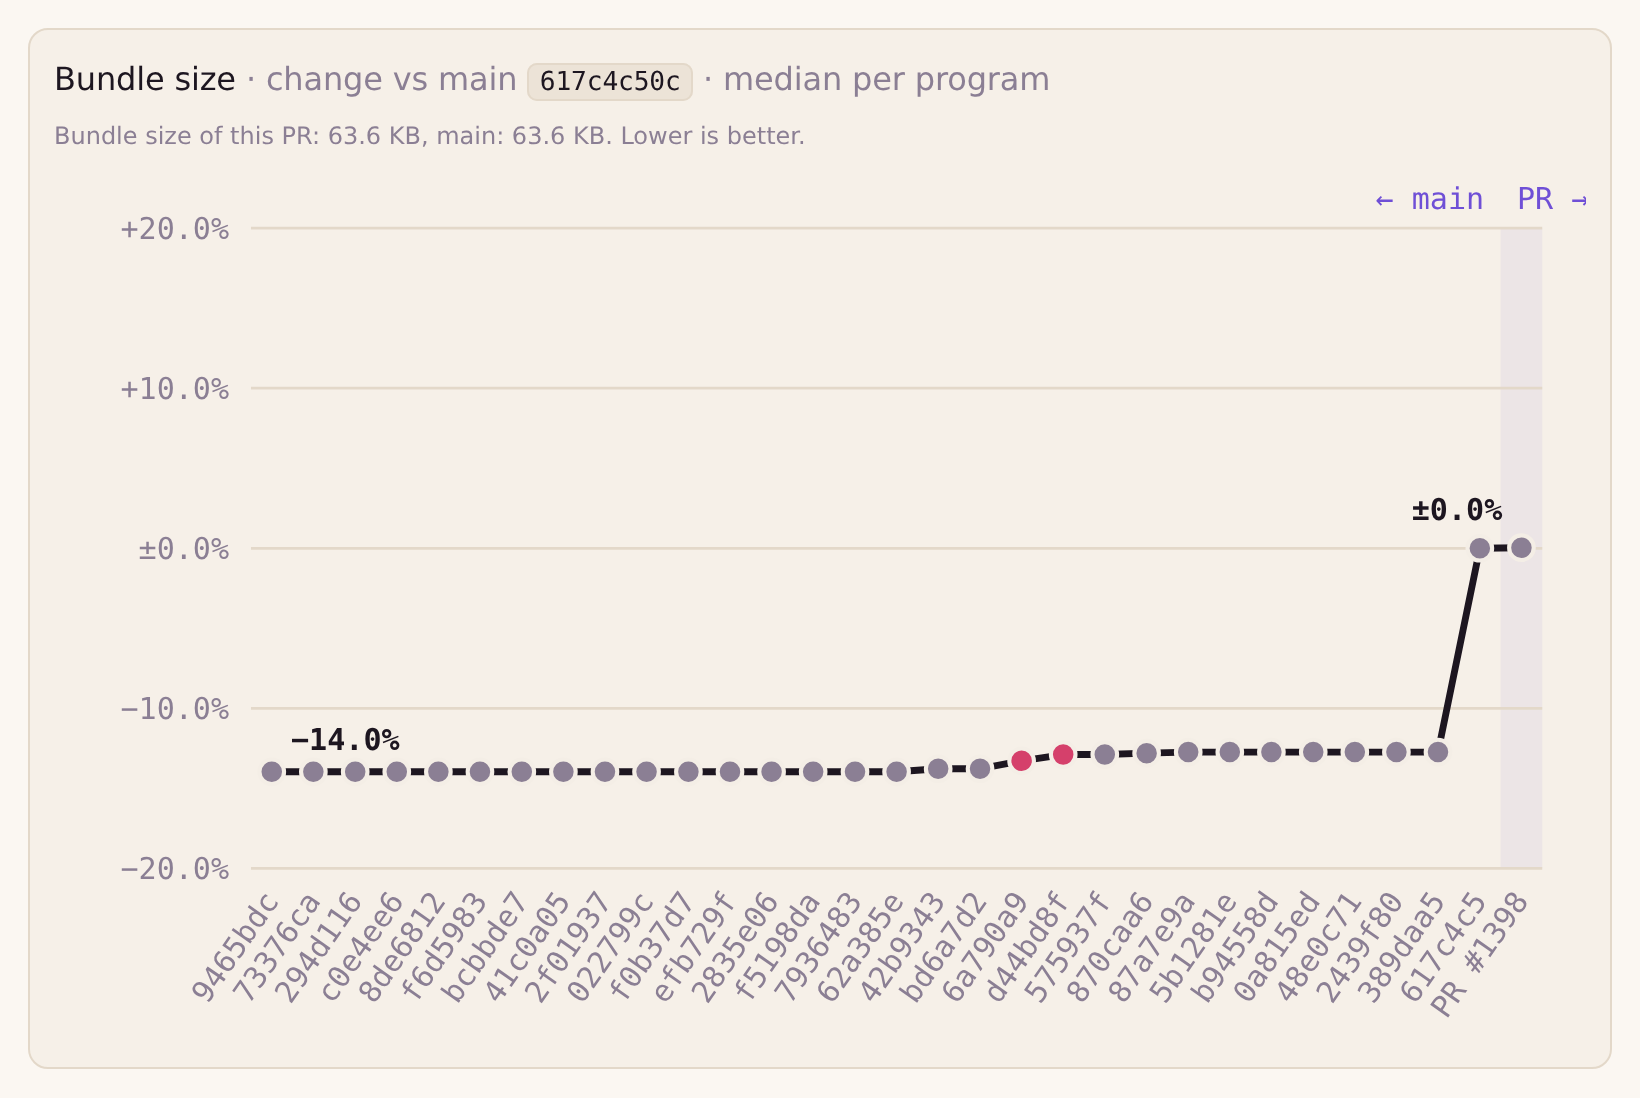 Bundle size · change vs main 617c4c50c · median per program
Bundle size of this PR: 63.6 KB, main: 63.6 KB. Lower is better.
← main PR →
+20.0%
+10.0%
±0.0%
−10.0%
−20.0%
±0.0%
−14.0%
9465bdc
73376ca
294d116
c0e4ee6
8de6812
f6d5983
bcbbde7
41c0a05
2f01937
022799c
f0b37d7
efb729f
2835e06
f5198da
7936483
62a385e
42b9343
bd6a7d2
6a790a9
d44bd8f
575937f
870caa6
87a7e9a
5b1281e
b94558d
0a815ed
48e0c71
2439f80
389daa5
617c4c5
PR #1398